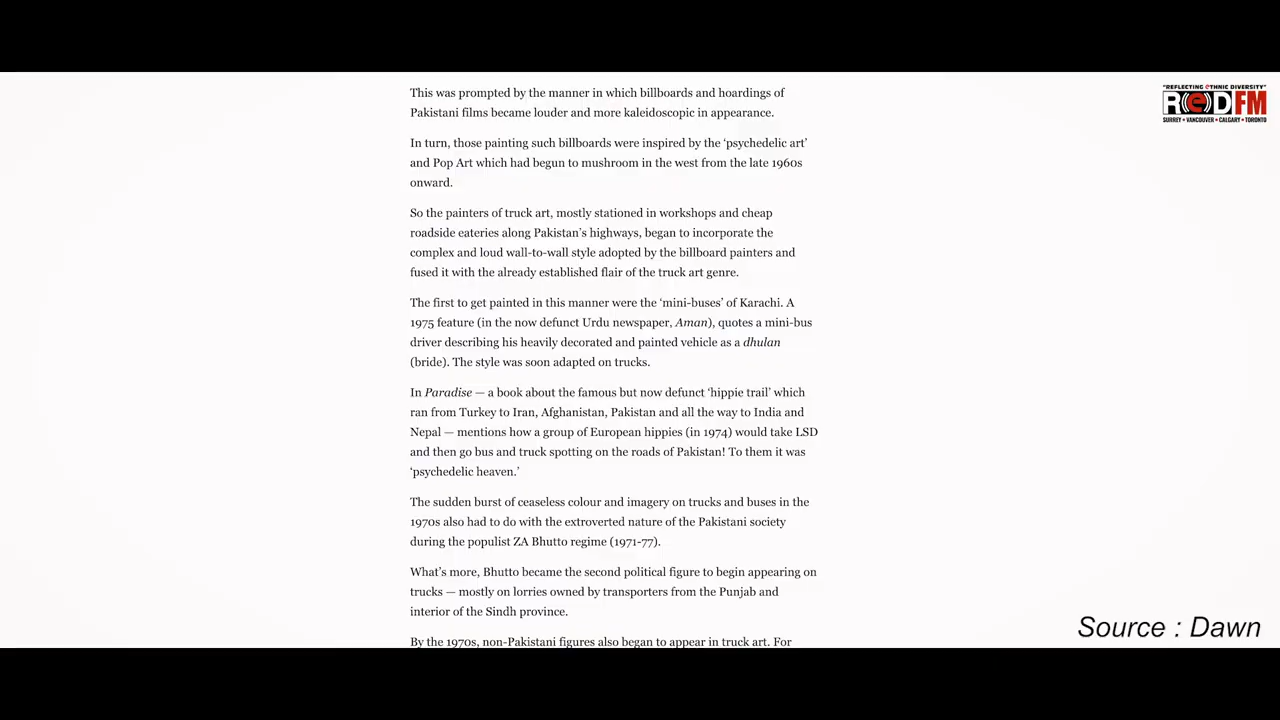 This was prompted by the manner in which billboards and hoardings of
Pakistani films became louder and more kaleidoscopic in appearance.
In turn, those painting such billboards were inspired by the ‘psychedelic art’
and Pop Art which had begun to mushroom in the west from the late 1960s
onward.
So the painters of truck art, mostly stationed in workshops and cheap
roadside eateries along Pakistan’s highways, began to incorporate the
complex and loud wall-to-wall style adopted by the billboard painters and
fused it with the already established flair of the truck art genre.
The first to get painted in this manner were the ‘mini-buses’ of Karachi. A
1975 feature (in the now defunct Urdu newspaper, Aman), quotes a mini-bus
driver describing his heavily decorated and painted vehicle as a dhulan
(bride). The style was soon adapted on trucks.
In Paradise — a book about the famous but now defunct ‘hippie trail’ which
ran from Turkey to Iran, Afghanistan, Pakistan and all the way to India and
Nepal — mentions how a group of European hippies (in 1974) would take LSD
and then go bus and truck spotting on the roads of Pakistan! To them it was
‘psychedelic heaven.’
The sudden burst of ceaseless colour and imagery on trucks and buses in the
1970s also had to do with the extroverted nature of the Pakistani society
during the populist ZA Bhutto regime (1971-77).
What’s more, Bhutto became the second political figure to begin appearing on
trucks — mostly on lorries owned by transporters from the Punjab and
interior of the Sindh province.
By the 1970s, non-Pakistani figures also began to appear in truck art. For
"REFLECTING ETHNIC DIVERSITY"
ReD FM
SURREY • VANCOUVER • CALGARY • TORONTO
Source : Dawn